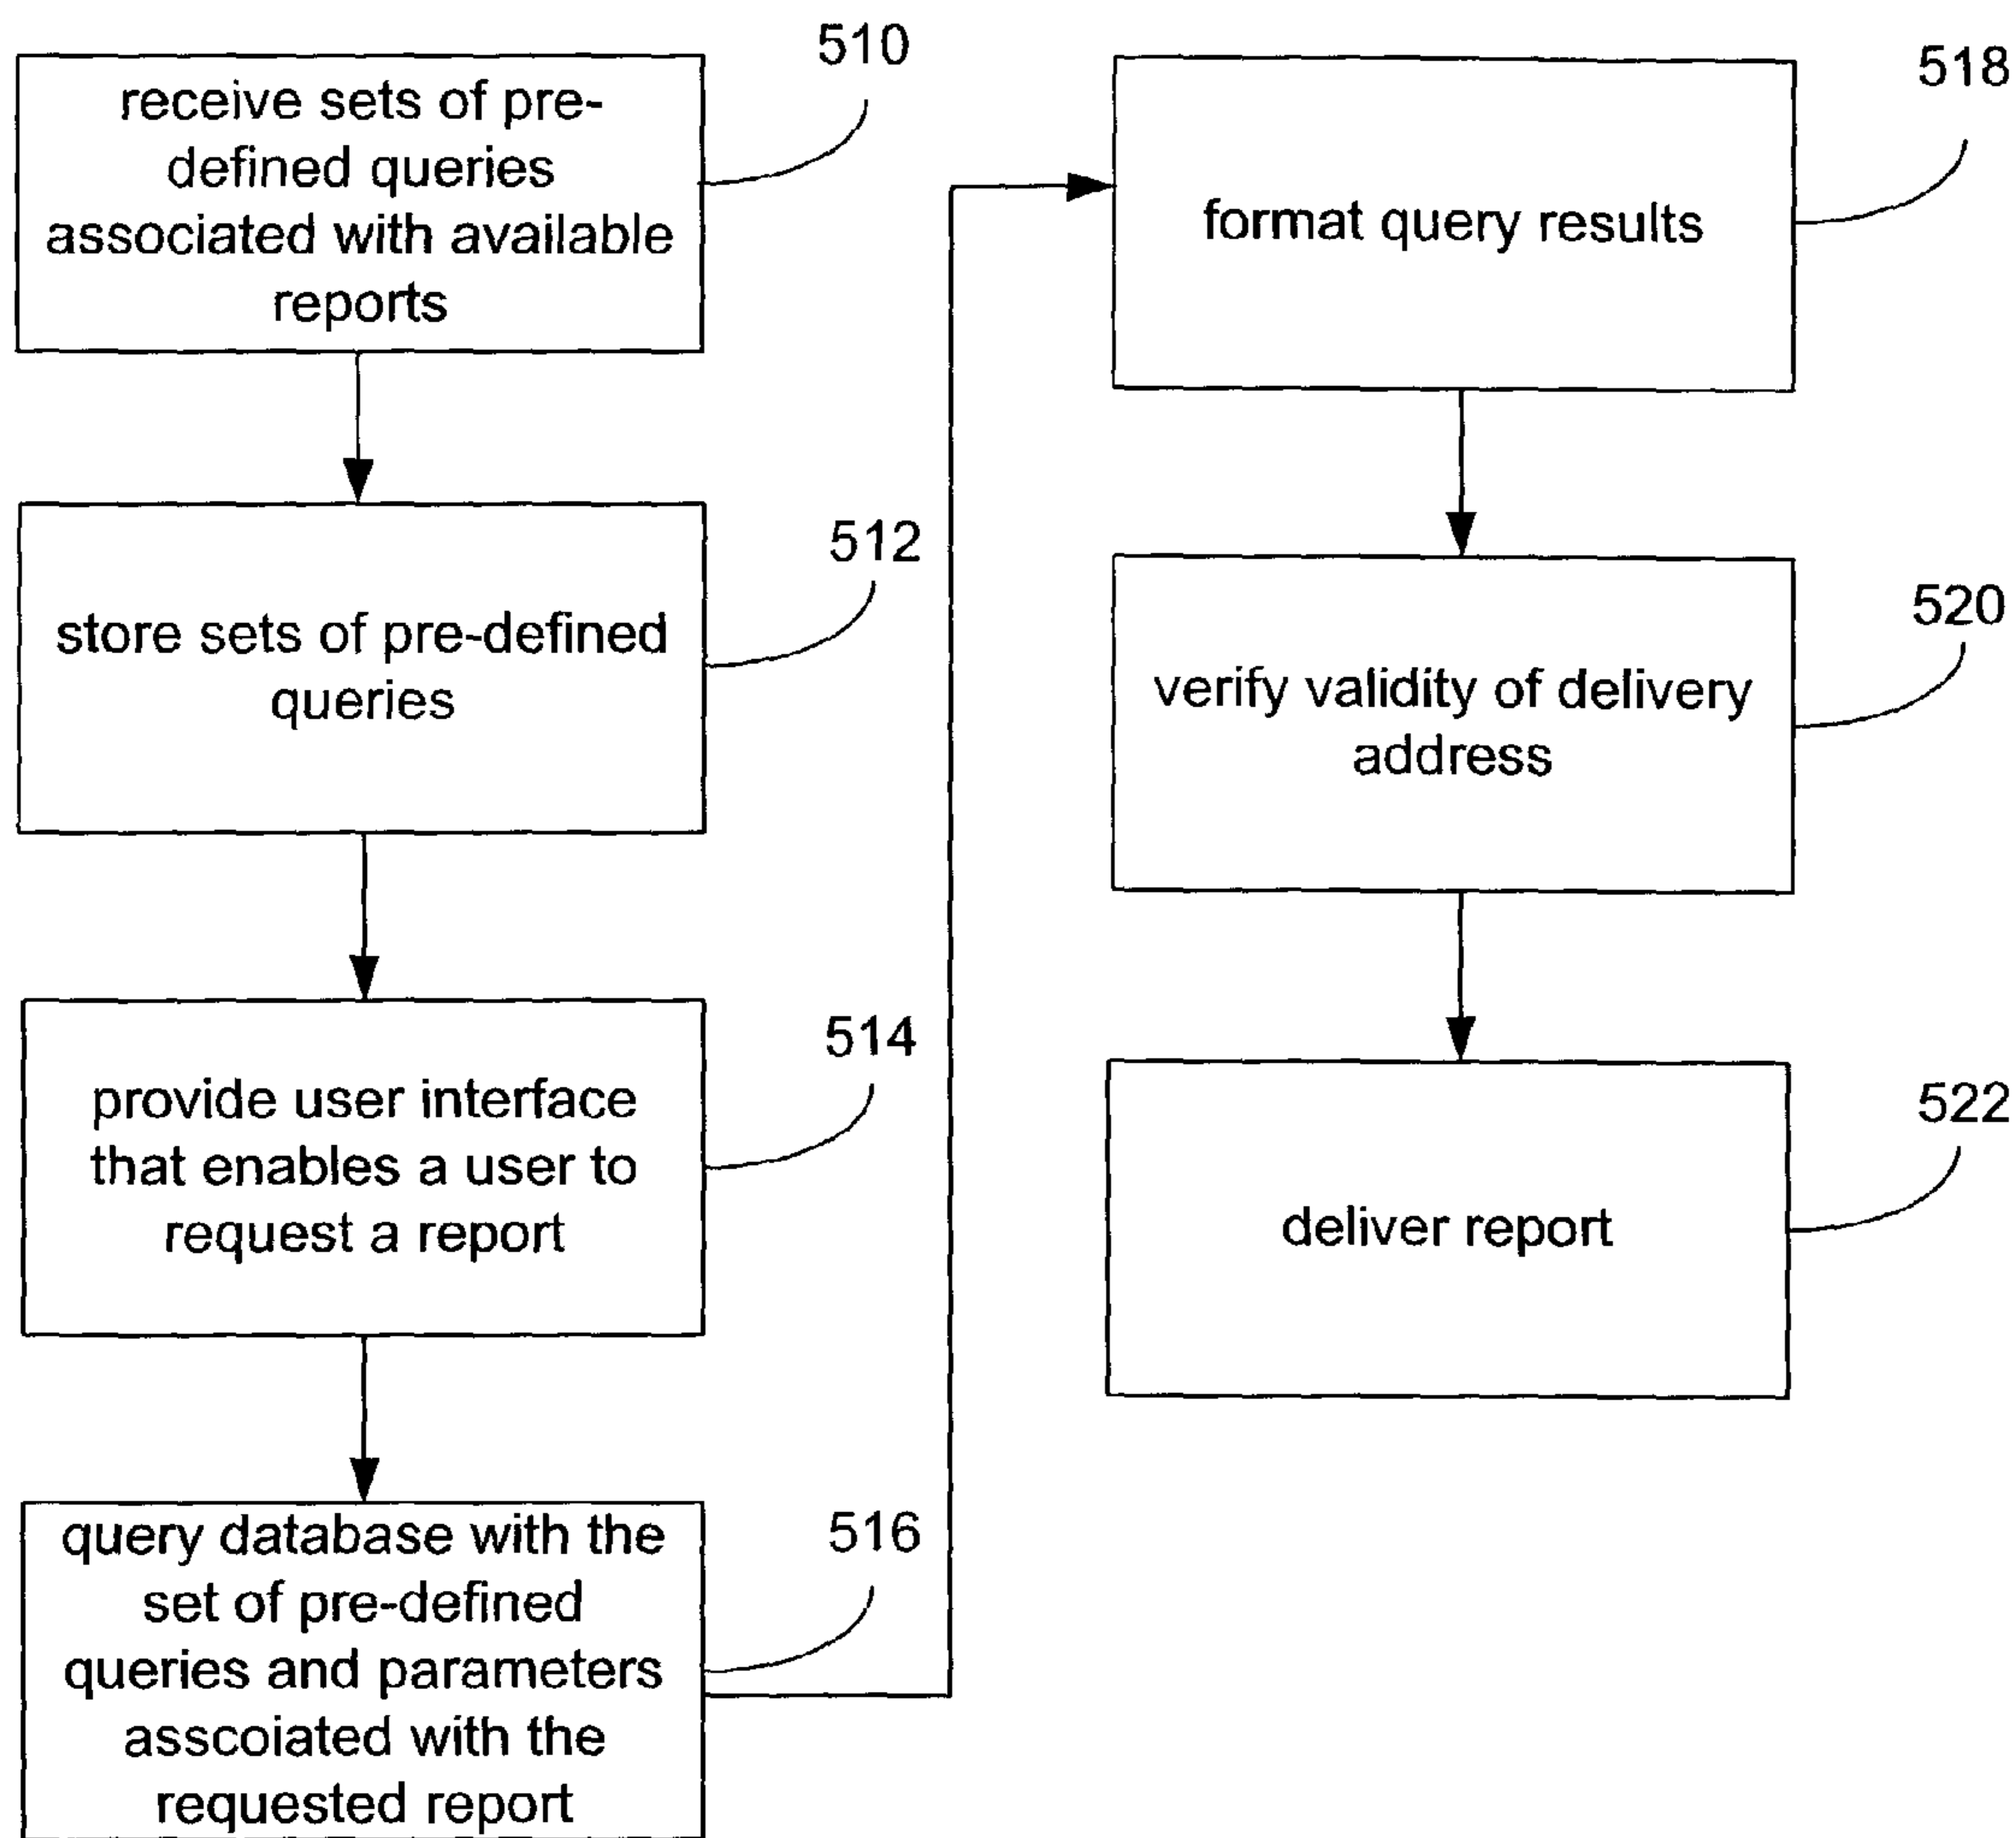 receive sets of pre-
defined queries
associated with available
reports
510
store sets of pre-defined
queries
512
provide user interface
that enables a user to
request a report
514
query database with the
set of pre-defined
queries and parameters
asscoiated with the
requested report
516
format query results
518
verify validity of delivery
address
520
deliver report
522